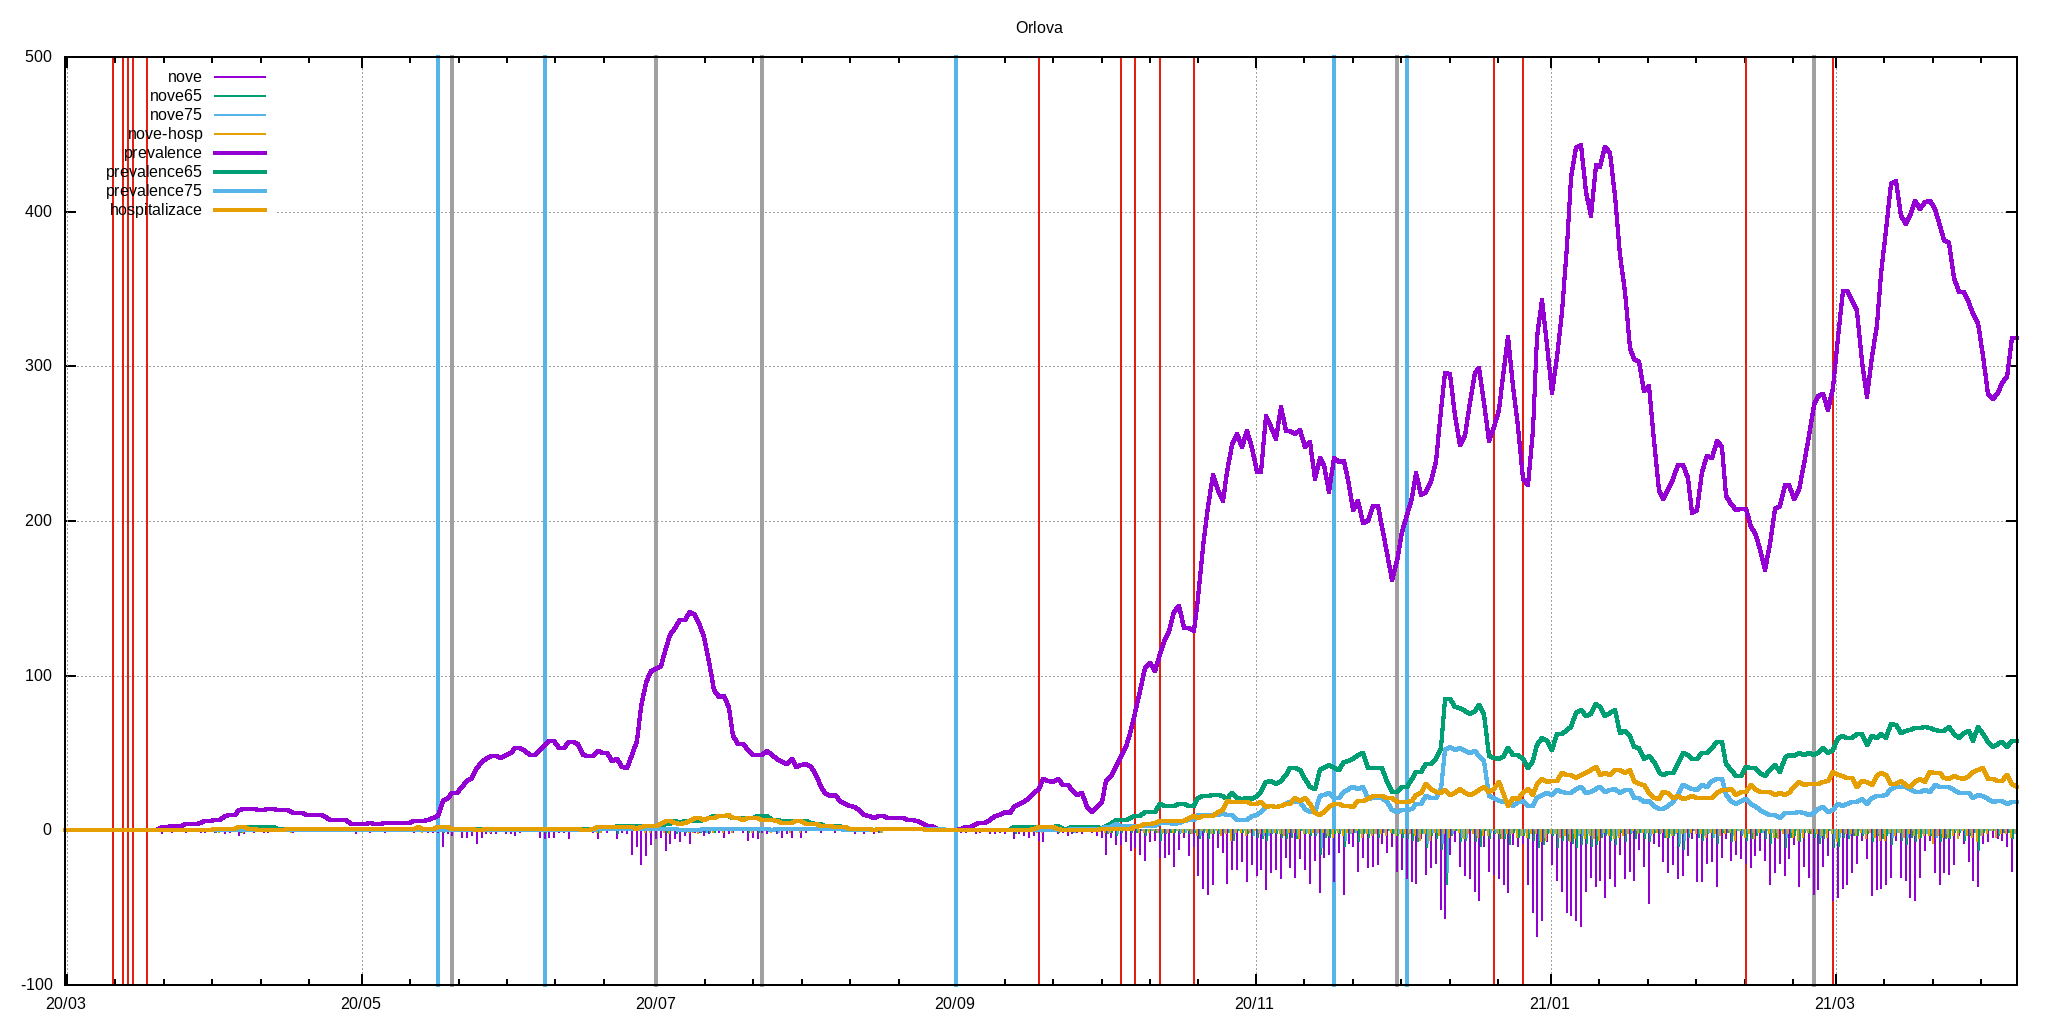 Orlova
500
nove
nove65
nove75
nove-hosp
prevalence
prevalence65
prevalence75
hospitalizace
400
300
200
100
0
-100
20/03 20/05 20/07 20/09 20/11 21/01 21/03